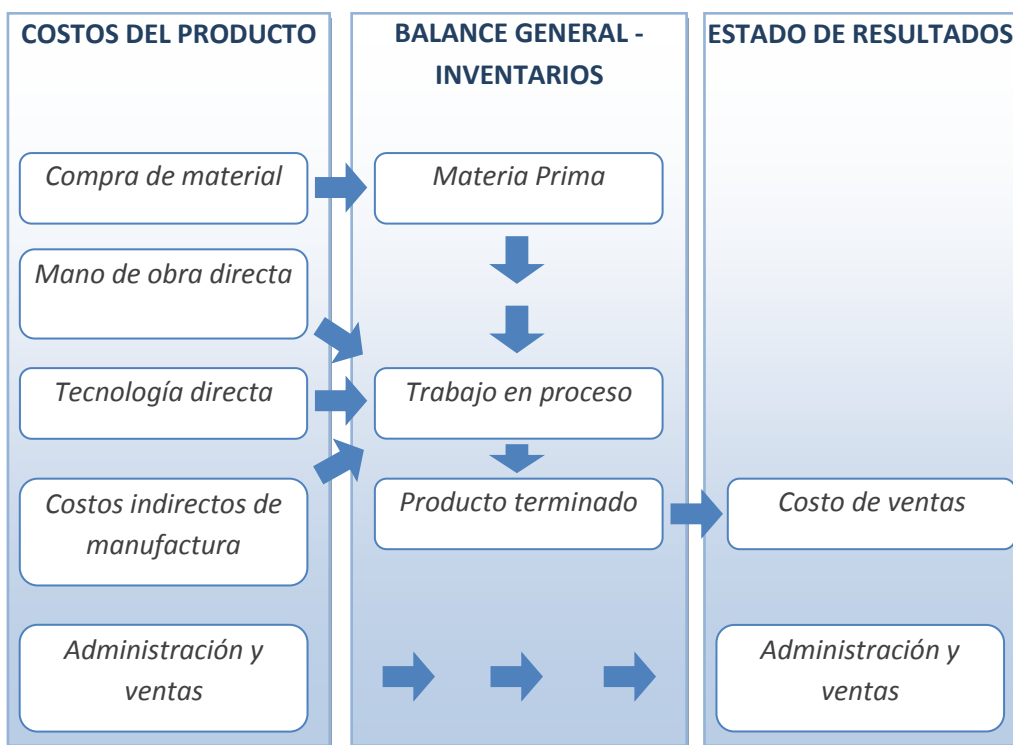 COSTOS DEL PRODUCTO
BALANCE GENERAL -
INVENTARIOS
ESTADO DE RESULTADOS
Compra de material
Materia Prima
Mano de obra directa
Tecnología directa
Trabajo en proceso
Costos indirectos de
manufactura
Producto terminado
Costo de ventas
Administración y
ventas
Administración y
ventas